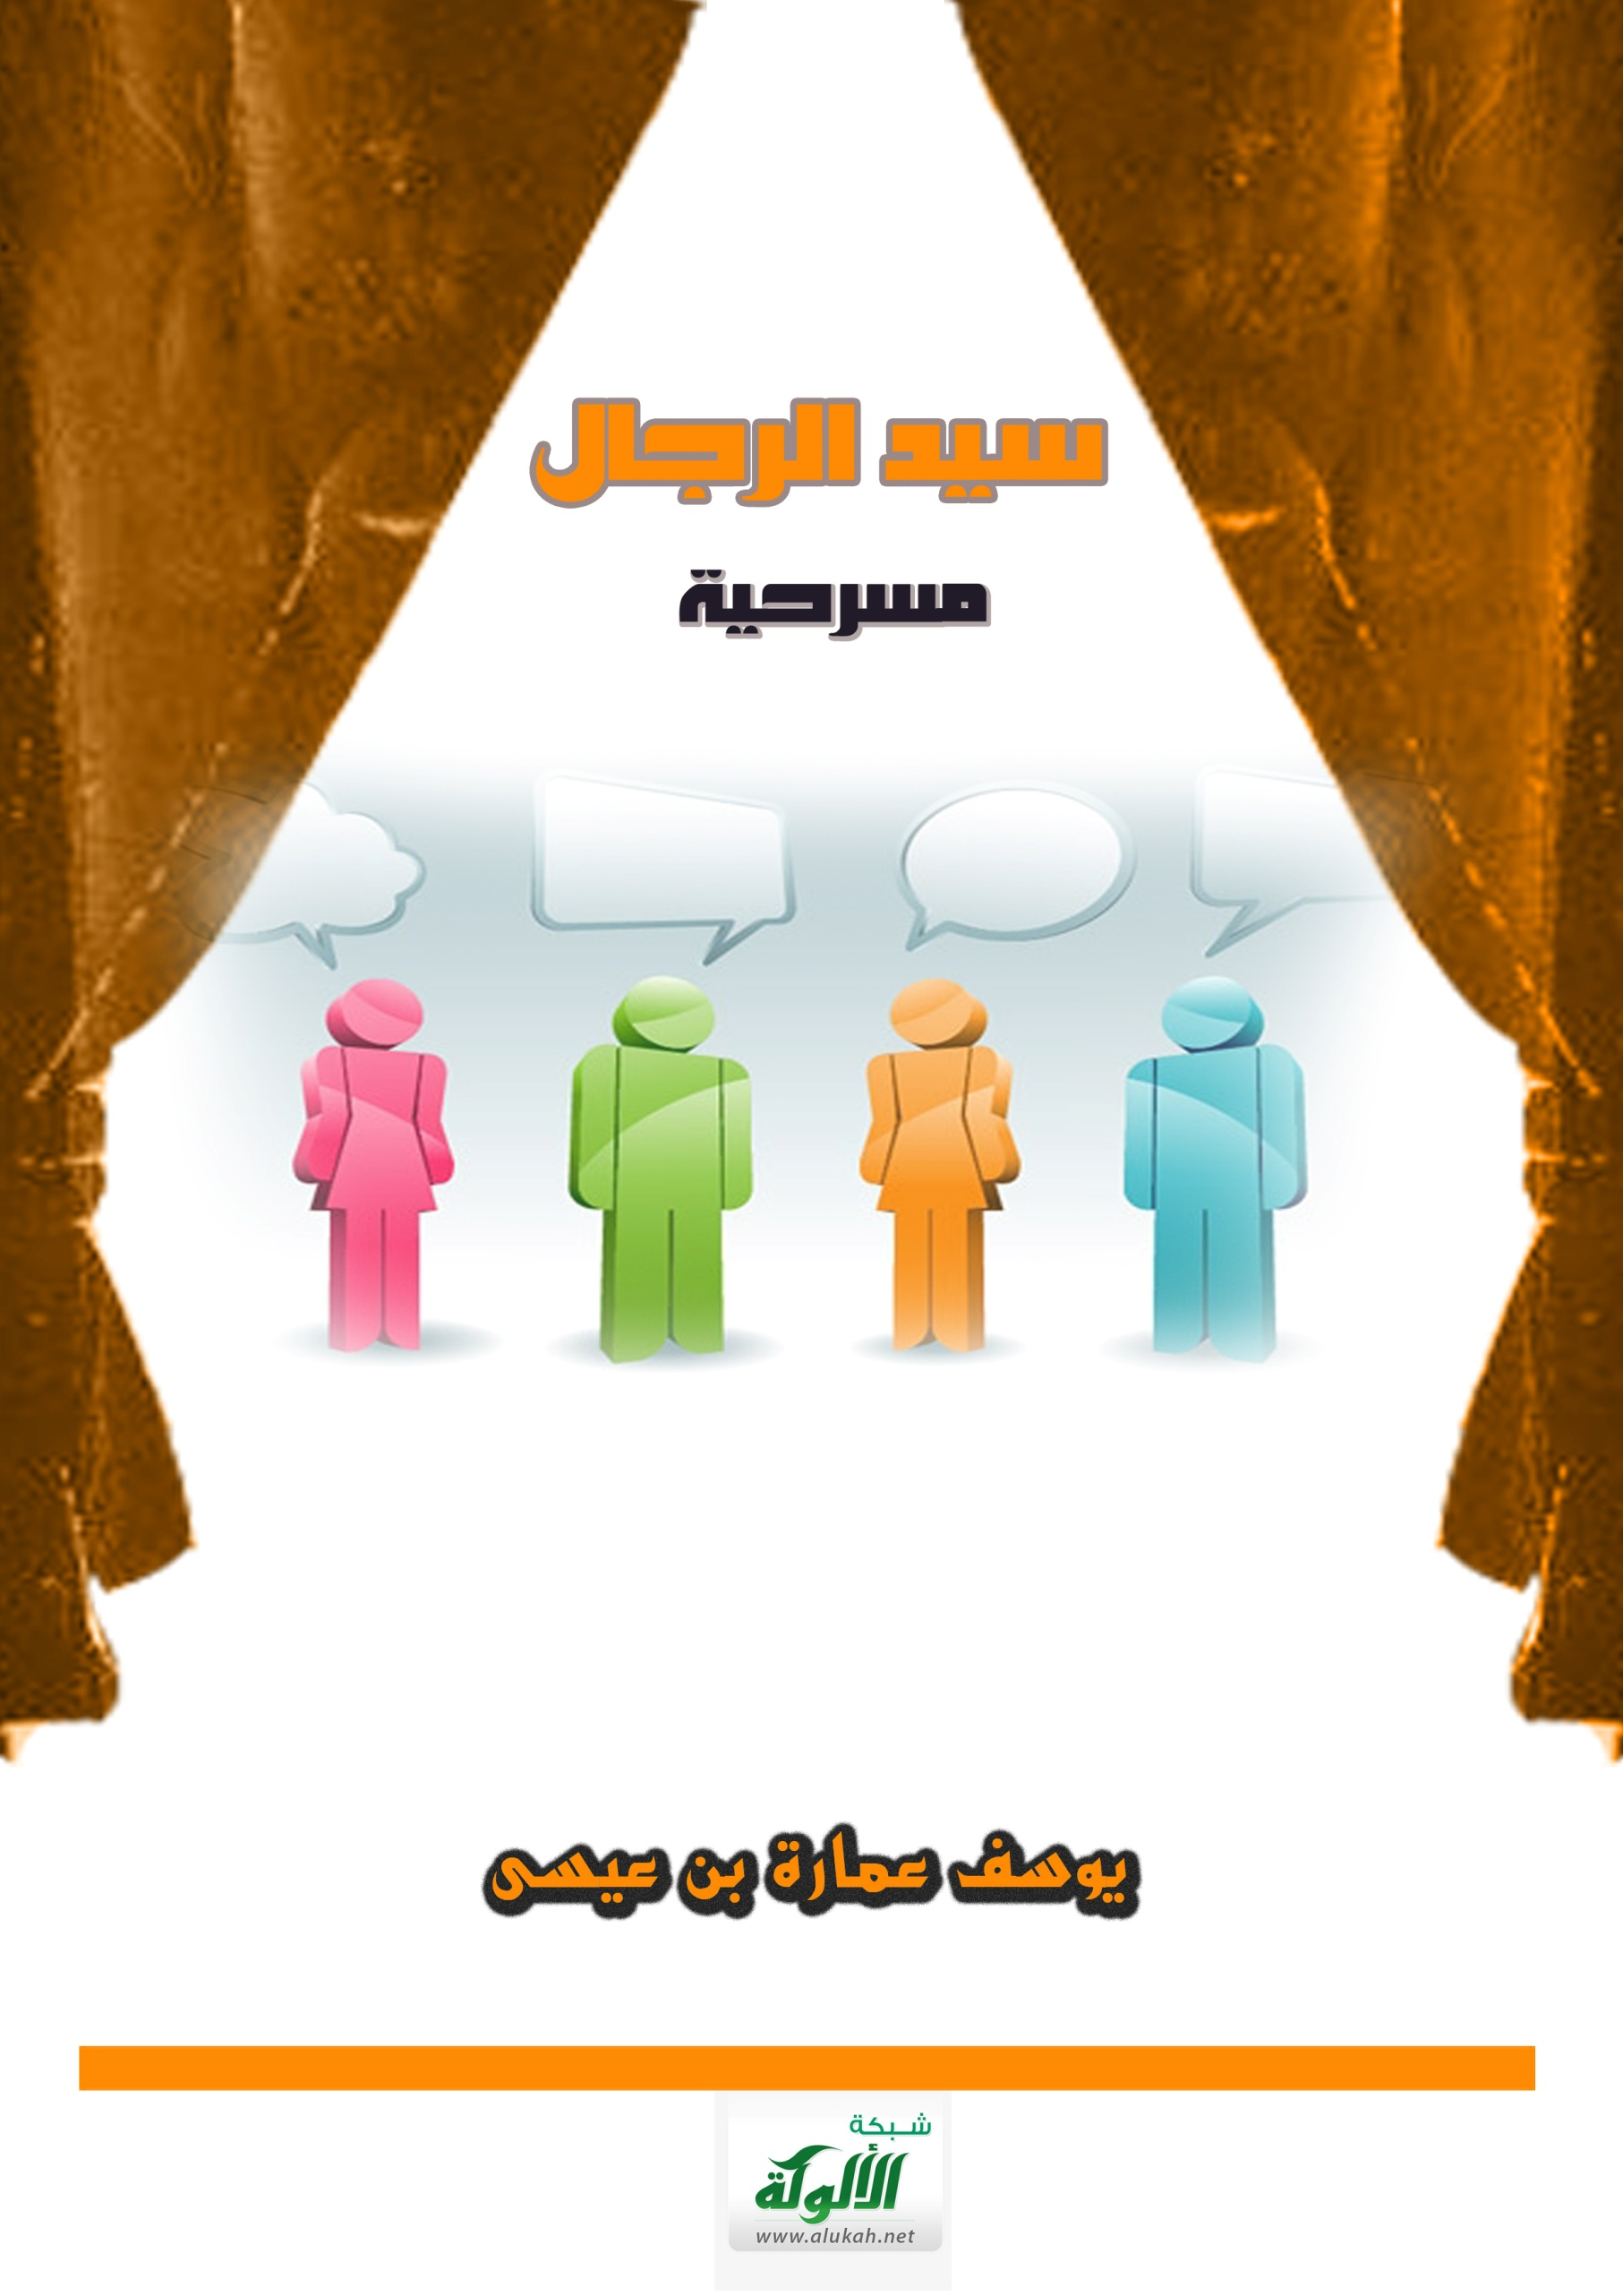 سيد الرجال
مسرحية
يوسف عمارة بن عيسى
شبكة
الألوكة
www.alukah.net